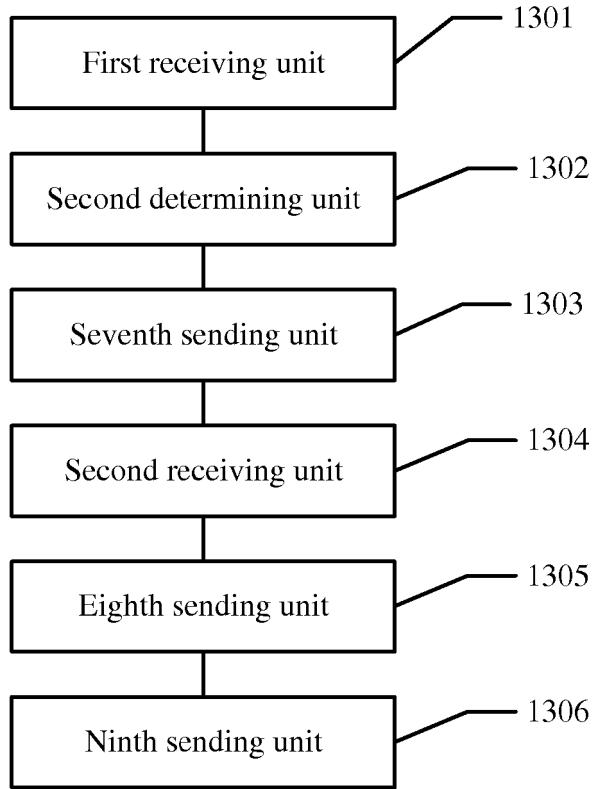 1301
First receiving unit
1302
Second determining unit
1303
Seventh sending unit
1304
Second receiving unit
1305
Eighth sending unit
1306
Ninth sending unit